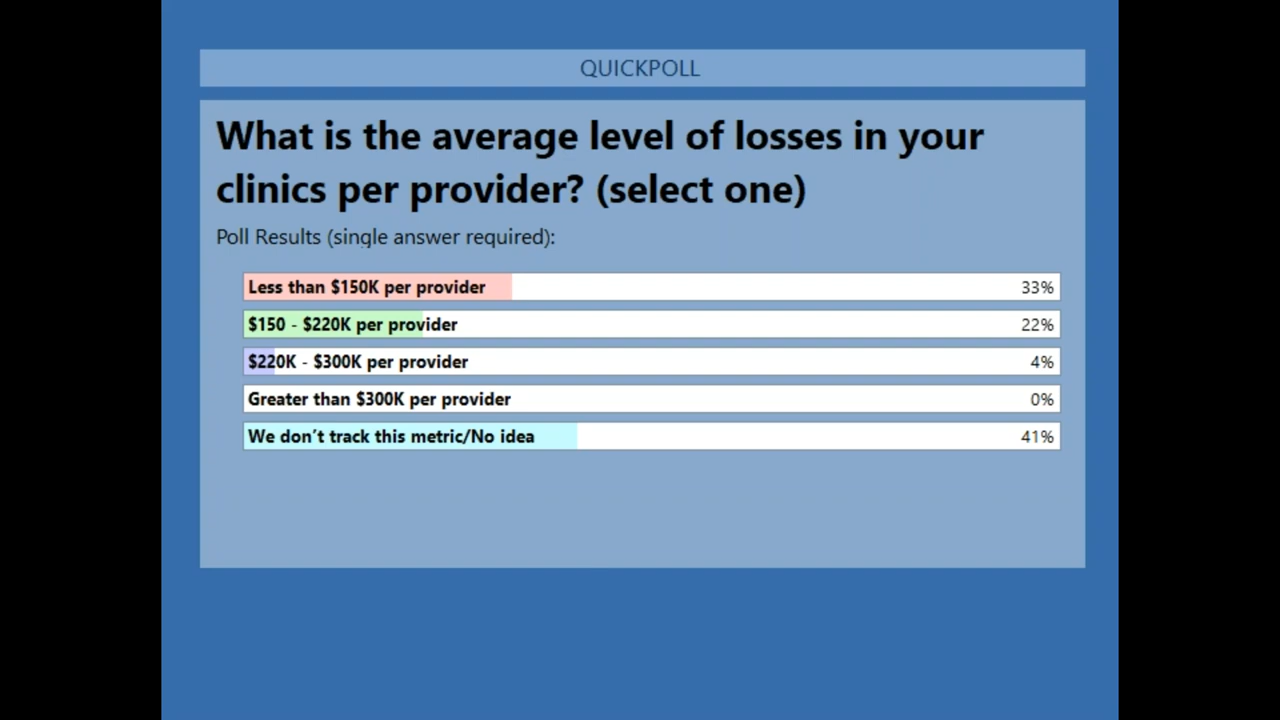 QUICKPOLL
What is the average level of losses in your
clinics per provider? (select one)
Poll Results (single answer required):
Less than $150K per provider 33%
$150 - $220K per provider 22%
$220K - $300K per provider 4%
Greater than $300K per provider 0%
We don’t track this metric/No idea 41%